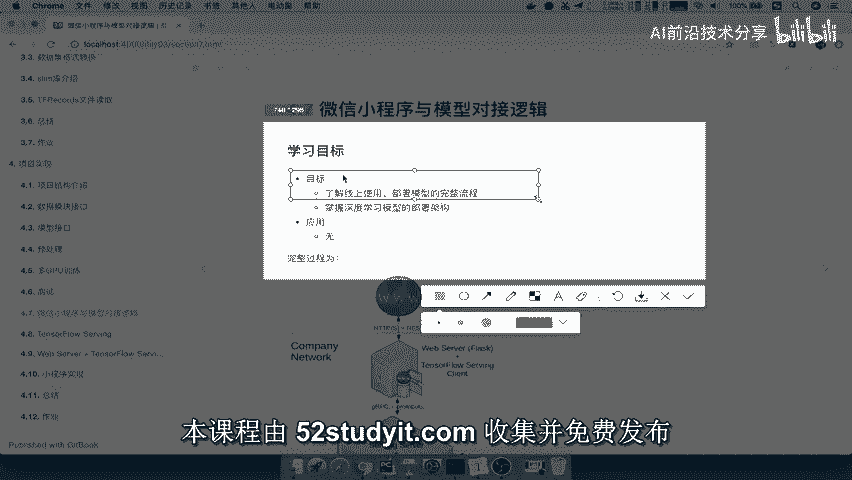 Chrome 文件 修改 视图 历史记录 书签 其他人 电动窗 帮助
100%
微信小程序与模型对接逻辑
localhost:4000
AI前沿技术分享 bilibili
3.3. 数据集格式转换
3.4. slim库介绍
3.5. TFRecords文件读取
3.6. 总结
3.7. 作业
4. 项目实现
4.1. 项目结构介绍
4.2. 数据模块接口
4.3. 模型接口
4.4. 预处理
4.5. 多GPU训练
4.6. 测试
4.7. 微信小程序与模型对接逻辑
4.8. TensorFlow Serving
4.9. Web Server + TensorFlow Servi...
4.10. 小程序实现
4.11. 总结
4.12. 作业
Published with GitBook
微信小程序与模型对接逻辑
学习目标
目标
了解线上使用、部署模型的完整流程
掌握深度学习模型的部署架构
应用
无
完整过程为：
Company
Network
Web Server (Flask)
+
TensorFlow Serving
Client
本课程由 52studyit.com 收集并免费发布